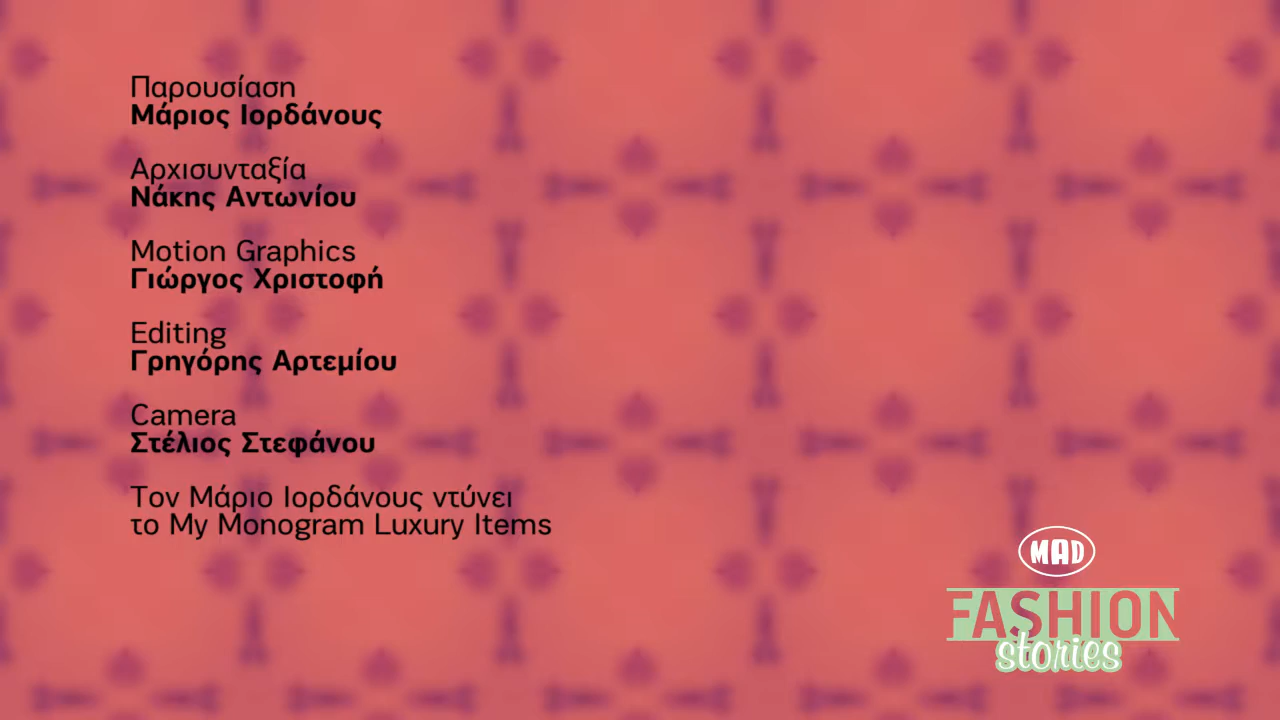 Παρουσίαση
Μάριος Ιορδάνους
Αρχισυνταξία
Νάκης Αντωνίου
Motion Graphics
Γιώργος Χριστοφή
Editing
Γρηγόρης Αρτεμίου
Camera
Στέλιος Στεφάνου
Τον Μάριο Ιορδάνους ντύνει
το My Monogram Luxury Items
MAD
FASHION
stories